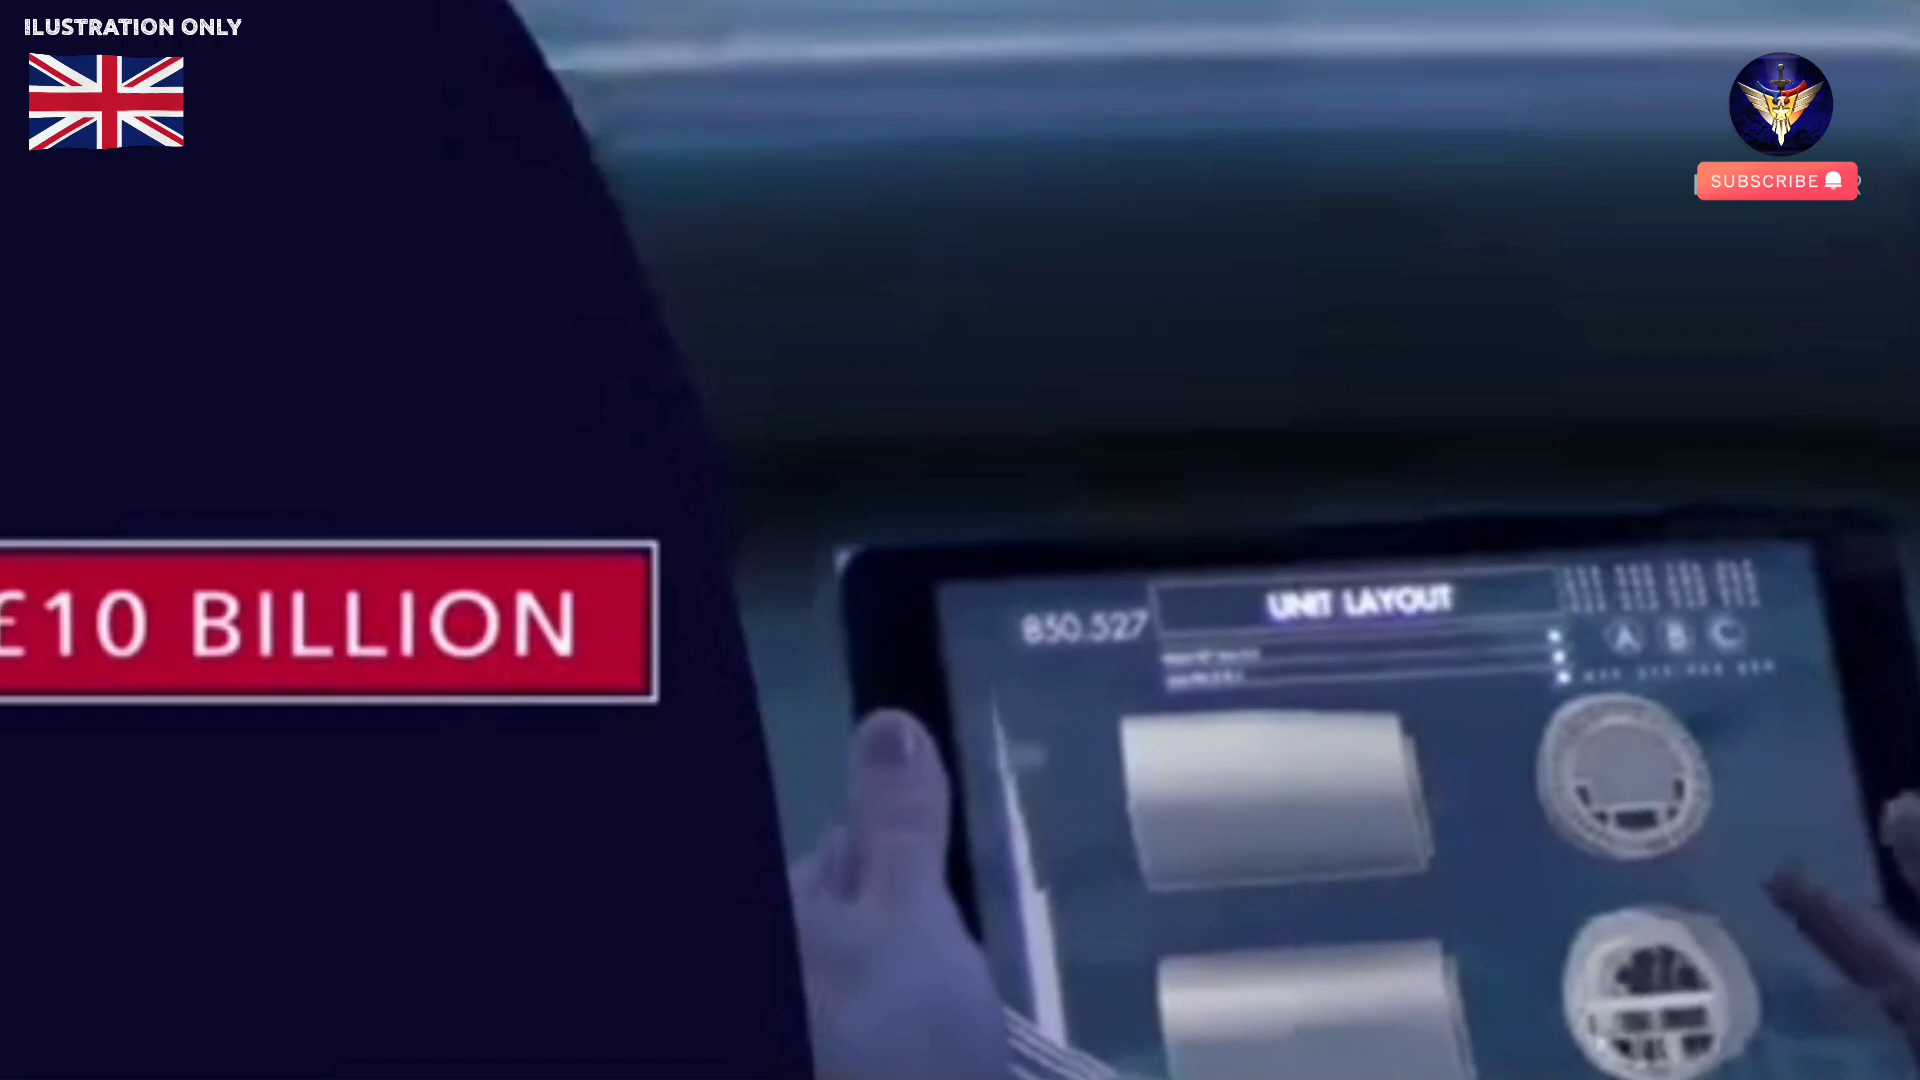 ILUSTRATION ONLY
SUBSCRIBE
£10 BILLION
850.527
UNIT LAYOUT
A B C